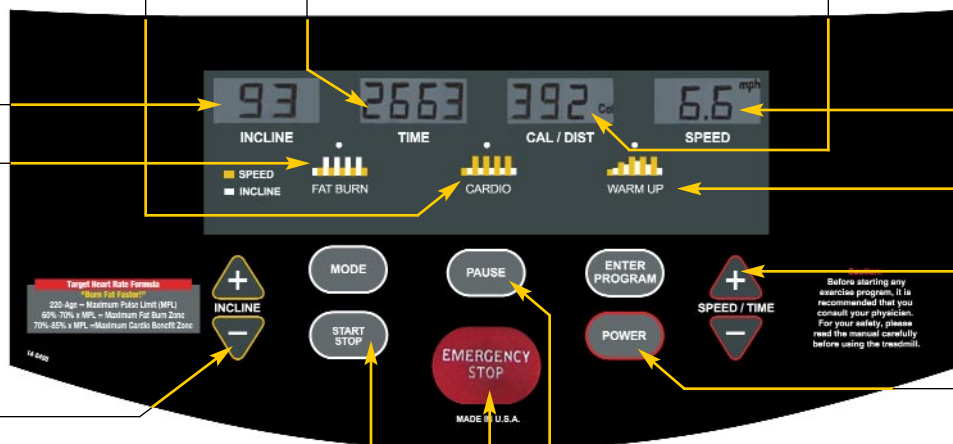 93
2663
392 Cal
6.6 mph
INCLINE
TIME
CAL / DIST
SPEED
SPEED
INCLINE
FAT BURN
CARDIO
WARM UP
+
INCLINE
−
MODE
START
STOP
PAUSE
EMERGENCY
STOP
MADE IN U.S.A.
ENTER
PROGRAM
POWER
+
SPEED / TIME
−
Target Heart Rate Formula
"Burn Fat Faster!"
220-Age = Maximum Pulse Limit (MPL)
60%-70% x MPL = Maximum Fat Burn Zone
70%-85% x MPL =Maximum Cardio Benefit Zone
Caution:
Before starting any
exercise program, it is
recommended that you
consult your physician.
For your safety, please
read the manual carefully
before using the treadmill.